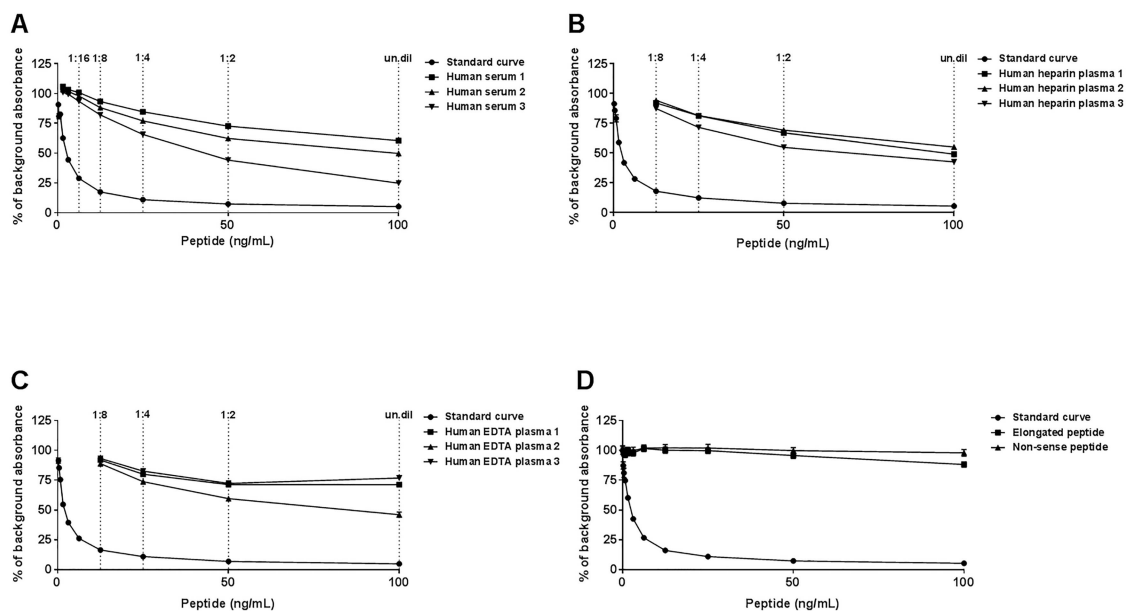 A
1:16 1:8 1:4 1:2 un.dil
% of background absorbance
125
100
75
50
25
0
0 50 100
Peptide (ng/mL)
Standard curve
Human serum 1
Human serum 2
Human serum 3
B
1:8 1:4 1:2 un.dil
% of background absorbance
125
100
75
50
25
0
0 50 100
Peptide (ng/mL)
Standard curve
Human heparin plasma 1
Human heparin plasma 2
Human heparin plasma 3
C
1:8 1:4 1:2 un.dil
% of background absorbance
125
100
75
50
25
0
0 50 100
Peptide (ng/mL)
Standard curve
Human EDTA plasma 1
Human EDTA plasma 2
Human EDTA plasma 3
D
% of background absorbance
125
100
75
50
25
0
0 50 100
Peptide (ng/mL)
Standard curve
Elongated peptide
Non-sense peptide